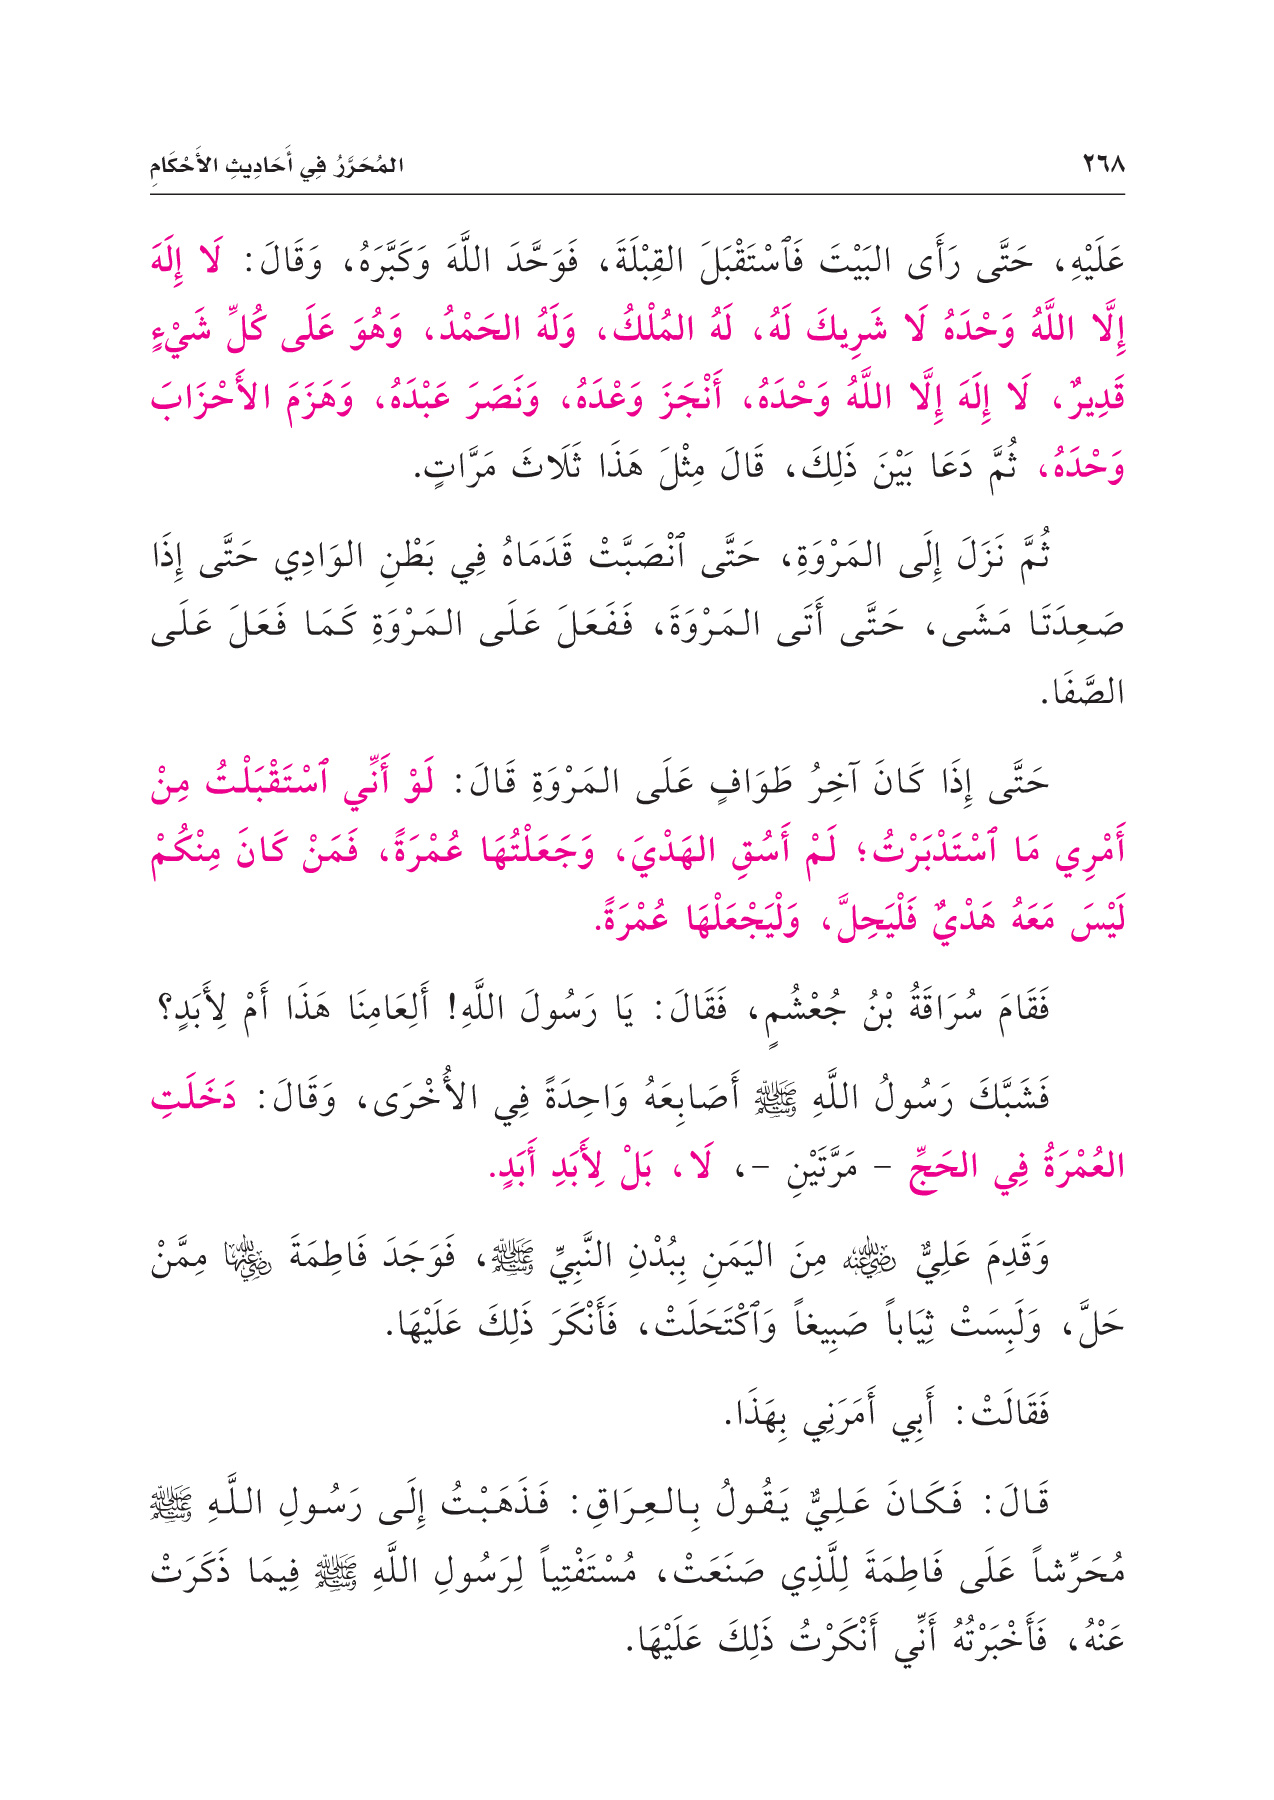 ٢٦٨
المُحَرَّرُ فِي أَحَادِيثِ الأَحْكَامِ
عَلَيْهِ، حَتَّى رَأَى البَيْتَ فَٱسْتَقْبَلَ القِبْلَةَ، فَوَحَّدَ اللَّهَ وَكَبَّرَهُ، وَقَالَ: لَا إِلَهَ
إِلَّا اللَّهُ وَحْدَهُ لَا شَرِيكَ لَهُ، لَهُ المُلْكُ، وَلَهُ الحَمْدُ، وَهُوَ عَلَى كُلِّ شَيْءٍ
قَدِيرٌ، لَا إِلَهَ إِلَّا اللَّهُ وَحْدَهُ، أَنْجَزَ وَعْدَهُ، وَنَصَرَ عَبْدَهُ، وَهَزَمَ الأَحْزَابَ
وَحْدَهُ، ثُمَّ دَعَا بَيْنَ ذَلِكَ، قَالَ مِثْلَ هَذَا ثَلَاثَ مَرَّاتٍ.
ثُمَّ نَزَلَ إِلَى المَرْوَةِ، حَتَّى ٱنْصَبَّتْ قَدَمَاهُ فِي بَطْنِ الوَادِي حَتَّى إِذَا
صَعِدَتَا مَشَى، حَتَّى أَتَى المَرْوَةَ، فَفَعَلَ عَلَى المَرْوَةِ كَمَا فَعَلَ عَلَى
الصَّفَا.
حَتَّى إِذَا كَانَ آخِرُ طَوَافٍ عَلَى المَرْوَةِ قَالَ: لَوْ أَنِّي ٱسْتَقْبَلْتُ مِنْ
أَمْرِي مَا ٱسْتَدْبَرْتُ؛ لَمْ أَسُقِ الهَدْيَ، وَجَعَلْتُهَا عُمْرَةً، فَمَنْ كَانَ مِنْكُمْ
لَيْسَ مَعَهُ هَدْيٌ فَلْيَحِلَّ، وَلْيَجْعَلْهَا عُمْرَةً.
فَقَامَ سُرَاقَةُ بْنُ جُعْشُمٍ، فَقَالَ: يَا رَسُولَ اللَّهِ! أَلِعَامِنَا هَذَا أَمْ لِأَبَدٍ؟
فَشَبَّكَ رَسُولُ اللَّهِ ﷺ أَصَابِعَهُ وَاحِدَةً فِي الأُخْرَى، وَقَالَ: دَخَلَتِ
العُمْرَةُ فِي الحَجِّ - مَرَّتَيْنِ -، لَا، بَلْ لِأَبَدِ أَبَدٍ.
وَقَدِمَ عَلِيٌّ رضي الله عنه مِنَ اليَمَنِ بِبُدْنِ النَّبِيِّ ﷺ، فَوَجَدَ فَاطِمَةَ رضي الله عنها مِمَّنْ
حَلَّ، وَلَبِسَتْ ثِيَاباً صَبِيغاً وَٱكْتَحَلَتْ، فَأَنْكَرَ ذَلِكَ عَلَيْهَا.
فَقَالَتْ: أَبِي أَمَرَنِي بِهَذَا.
قَالَ: فَكَانَ عَلِيٌّ يَقُولُ بِالعِرَاقِ: فَذَهَبْتُ إِلَى رَسُولِ اللَّهِ ﷺ
مُحَرِّشاً عَلَى فَاطِمَةَ لِلَّذِي صَنَعَتْ، مُسْتَفْتِياً لِرَسُولِ اللَّهِ ﷺ فِيمَا ذَكَرَتْ
عَنْهُ، فَأَخْبَرْتُهُ أَنِّي أَنْكَرْتُ ذَلِكَ عَلَيْهَا.